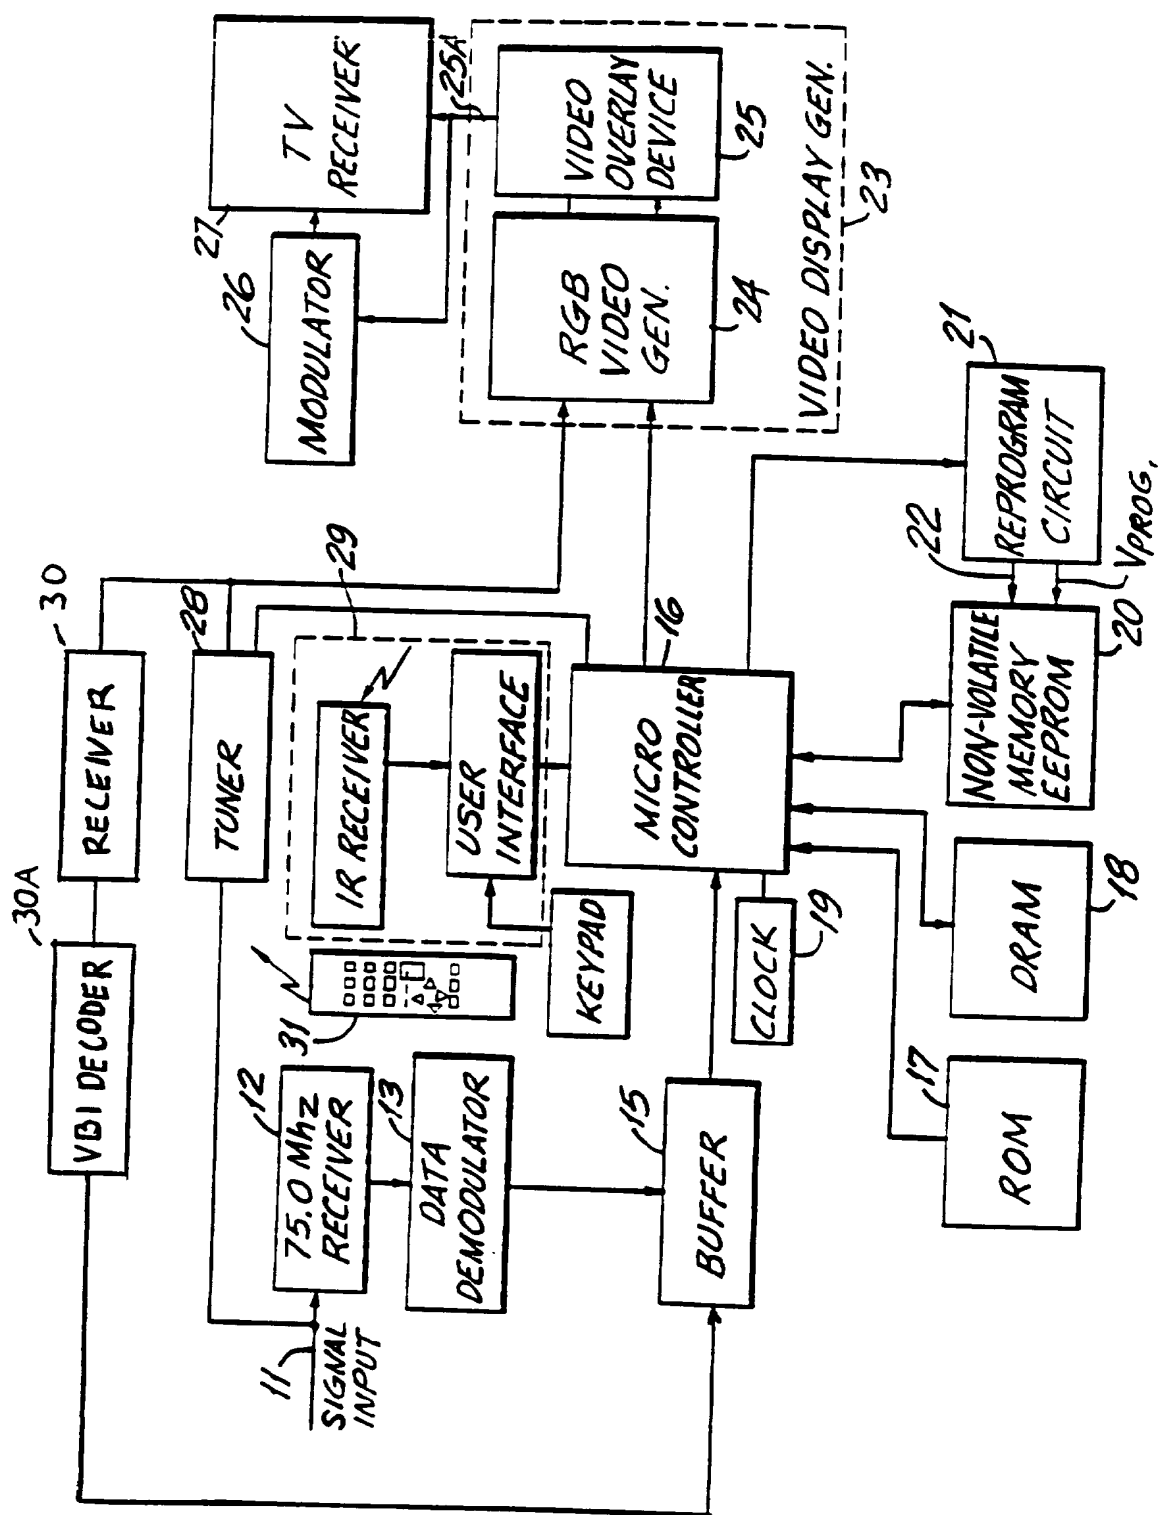 30A
VBI DECODER
30
RECEIVER
28
TUNER
11
SIGNAL
INPUT
12
75.0 Mhz
RECEIVER
13
DATA
DEMODULATOR
31
29
IR RECEIVER
USER
INTERFACE
KEYPAD
15
BUFFER
CLOCK
19
16
MICRO
CONTROLLER
17
ROM
DRAM
18
NON-VOLATILE
MEMORY
EEPROM
20
22
VPROG.
21
REPROGRAM
CIRCUIT
26
MODULATOR
27
TV
RECEIVER
25A
RGB
VIDEO
GEN.
24
VIDEO
OVERLAY
DEVICE
25
VIDEO DISPLAY GEN.
23